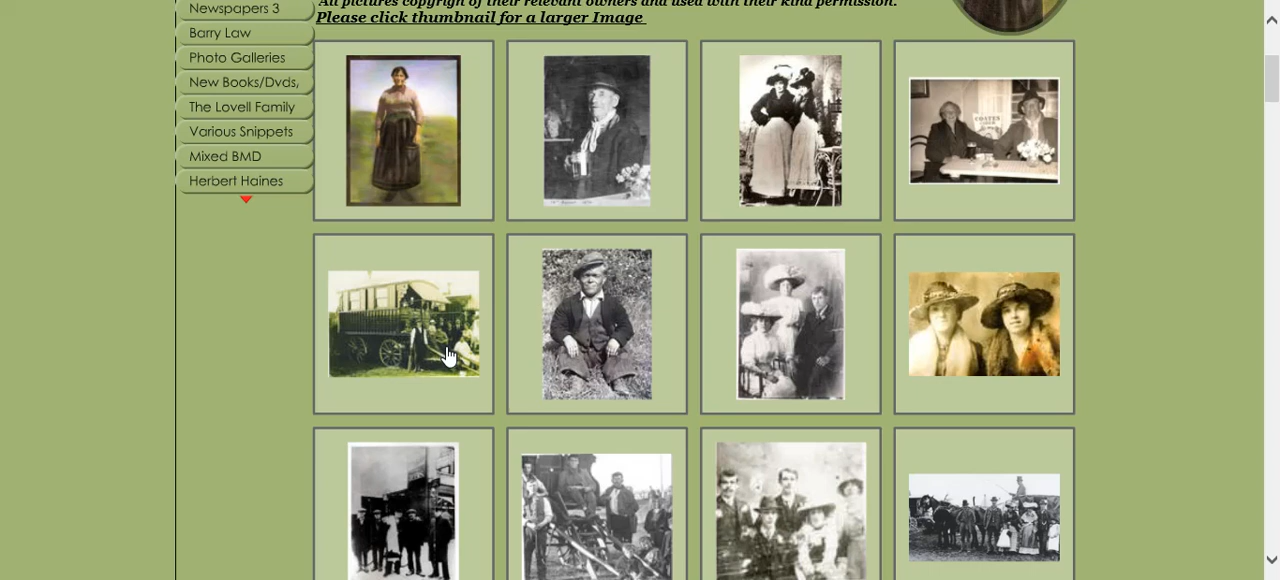 Newspapers 3
Barry Law
Photo Galleries
New Books/Dvds,
The Lovell Family
Various Snippets
Mixed BMD
Herbert Haines
All pictures copyright of their relevant owners and used with their kind permission.
Please click thumbnail for a larger Image